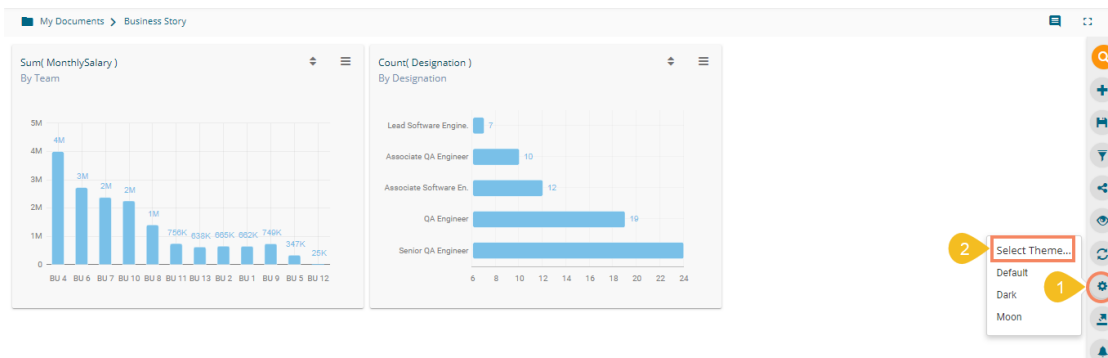 My Documents > Business Story
Sum( MonthlySalary )
By Team
5M
4M
3M
2M
1M
0
4M
3M
2M
2M
1M
756K
638K
665K
662K
749K
347K
25K
BU 4 BU 6 BU 7 BU 10 BU 8 BU 11 BU 13 BU 2 BU 1 BU 9 BU 5 BU 12
Count( Designation )
By Designation
Lead Software Engine. 7
Associate QA Engineer 10
Associate Software En. 12
QA Engineer 19
Senior QA Engineer
6 8 10 12 14 16 18 20 22 24
2
Select Theme...
Default
Dark
Moon
1